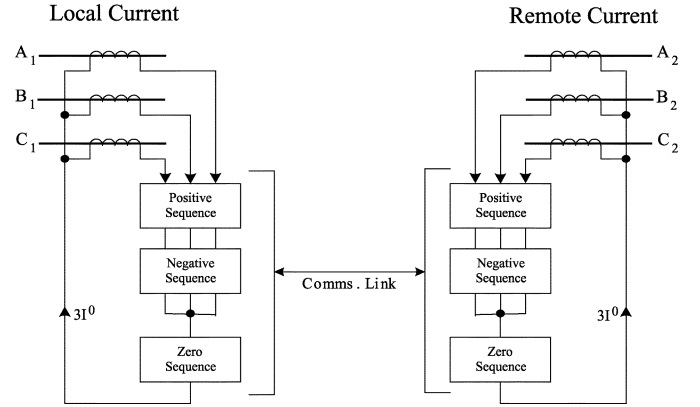 Local Current
Remote Current
A1
B1
C1
A2
B2
C2
Positive
Sequence
Negative
Sequence
Zero
Sequence
3I0
Comms. Link
Positive
Sequence
Negative
Sequence
Zero
Sequence
3I0